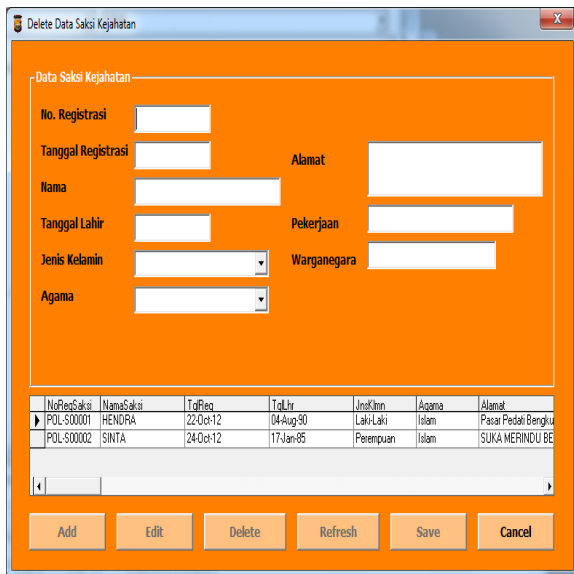 Delete Data Saksi Kejahatan
X
Data Saksi Kejahatan
No. Registrasi
Tanggal Registrasi
Nama
Tanggal Lahir
Jenis Kelamin
Agama
Alamat
Pekerjaan
Warganegara
NoRegSaksi NamaSaksi TglReg TglLhr JnsKlmn Agama Alamat
POL-S00001 HENDRA 22-Oct-12 04-Aug-90 Laki-Laki Islam Pasar Pedati Bengku
POL-S00002 SINTA 24-Oct-12 17-Jan-85 Perempuan Islam SUKA MERINDU BE
Add Edit Delete Refresh Save Cancel